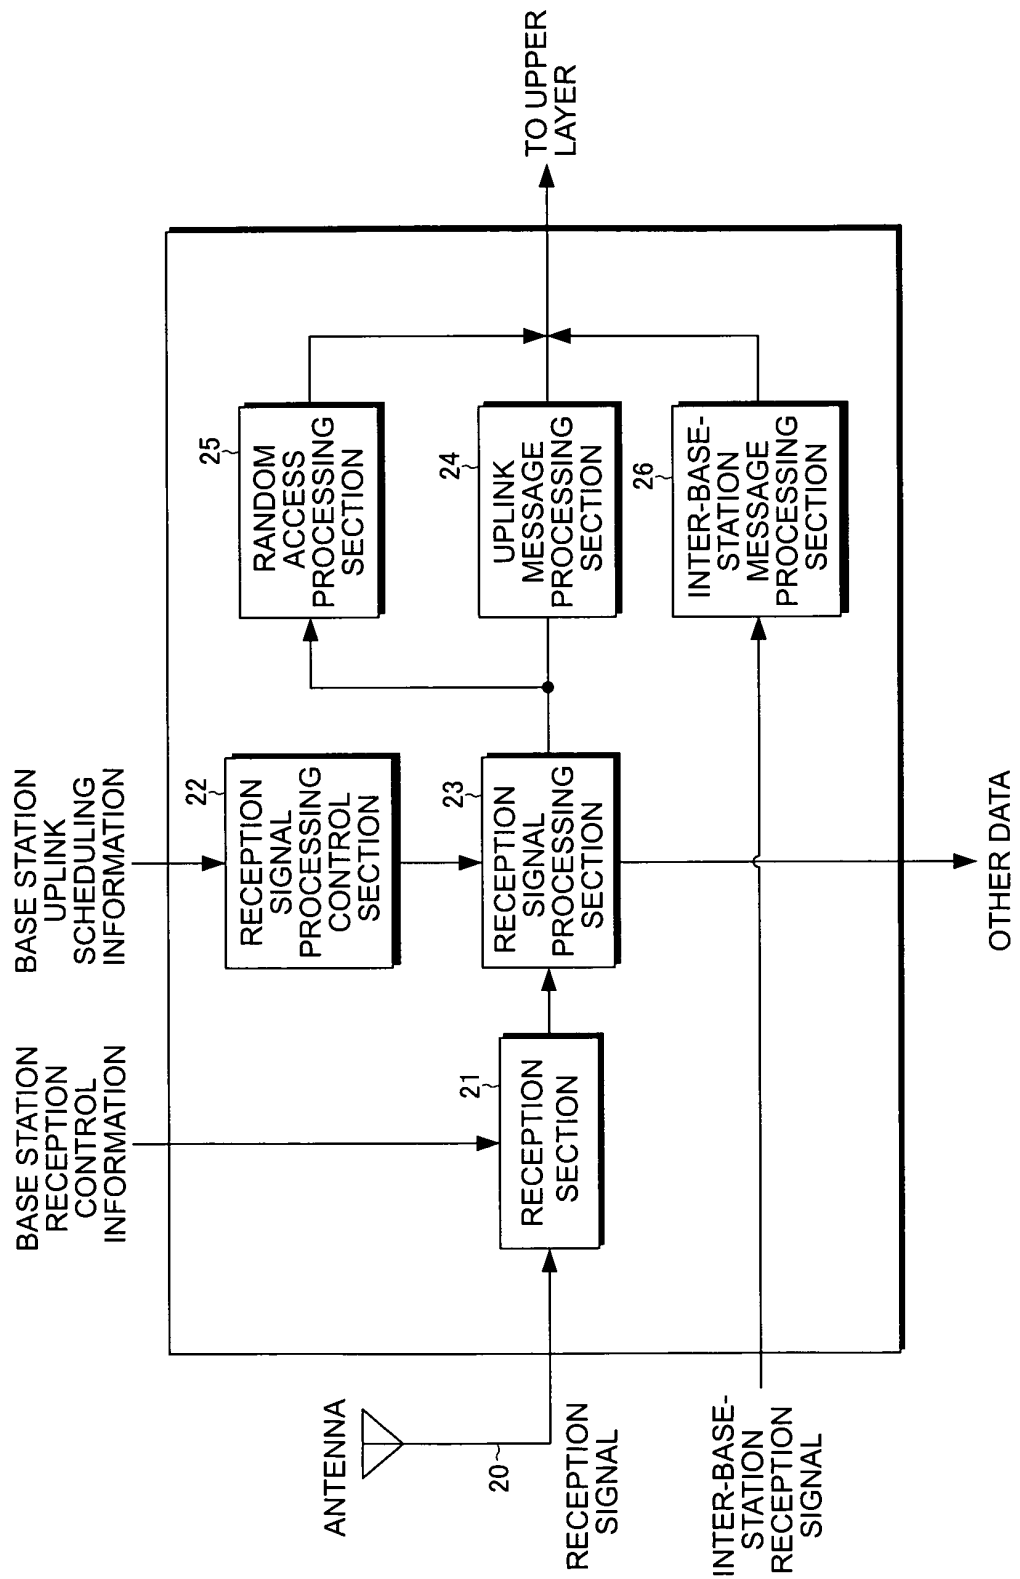 BASE STATION
RECEPTION
CONTROL
INFORMATION
BASE STATION
UPLINK
SCHEDULING
INFORMATION
ANTENNA
20
RECEPTION
SIGNAL
21
RECEPTION
SECTION
22
RECEPTION
SIGNAL
PROCESSING
CONTROL
SECTION
23
RECEPTION
SIGNAL
PROCESSING
SECTION
25
RANDOM
ACCESS
PROCESSING
SECTION
24
UPLINK
MESSAGE
PROCESSING
SECTION
26
INTER-BASE-
STATION
MESSAGE
PROCESSING
SECTION
TO UPPER
LAYER
INTER-BASE-
STATION
RECEPTION
SIGNAL
OTHER DATA